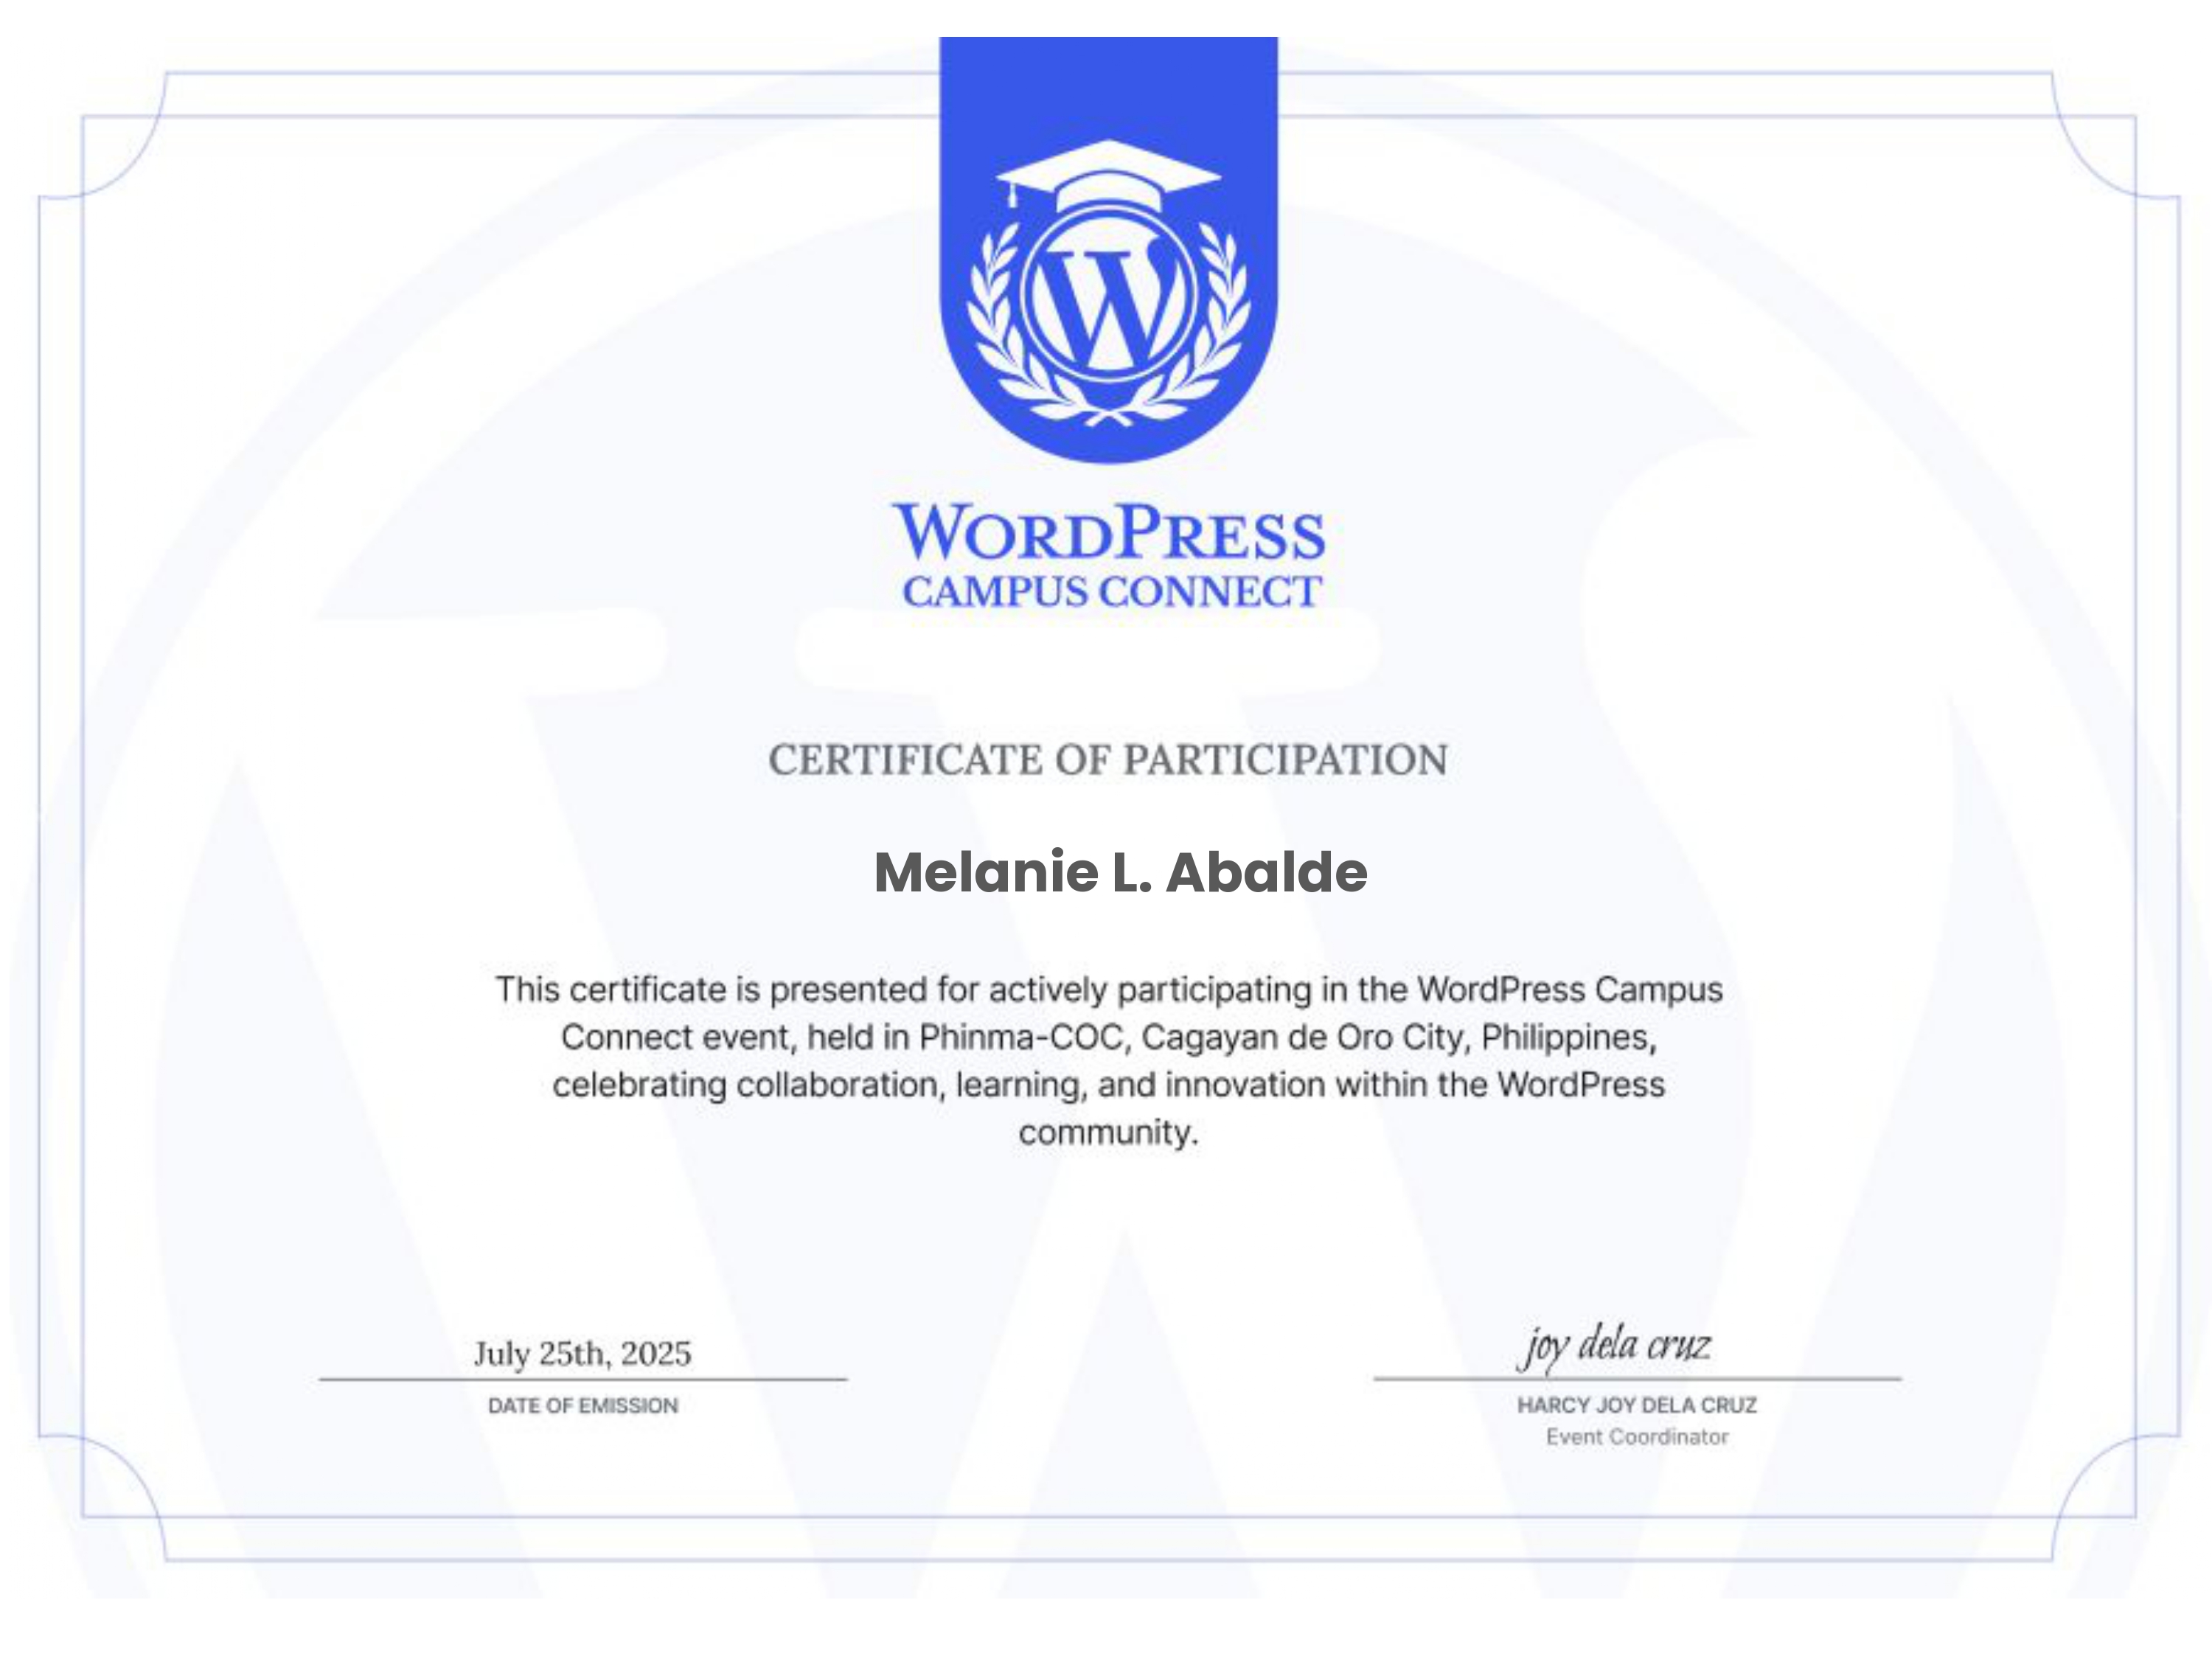 W
WORDPRESS
CAMPUS CONNECT
CERTIFICATE OF PARTICIPATION
Melanie L. Abalde
This certificate is presented for actively participating in the WordPress Campus
Connect event, held in Phinma-COC, Cagayan de Oro City, Philippines,
celebrating collaboration, learning, and innovation within the WordPress
community.
July 25th, 2025
DATE OF EMISSION
joy dela cruz
HARCY JOY DELA CRUZ
Event Coordinator